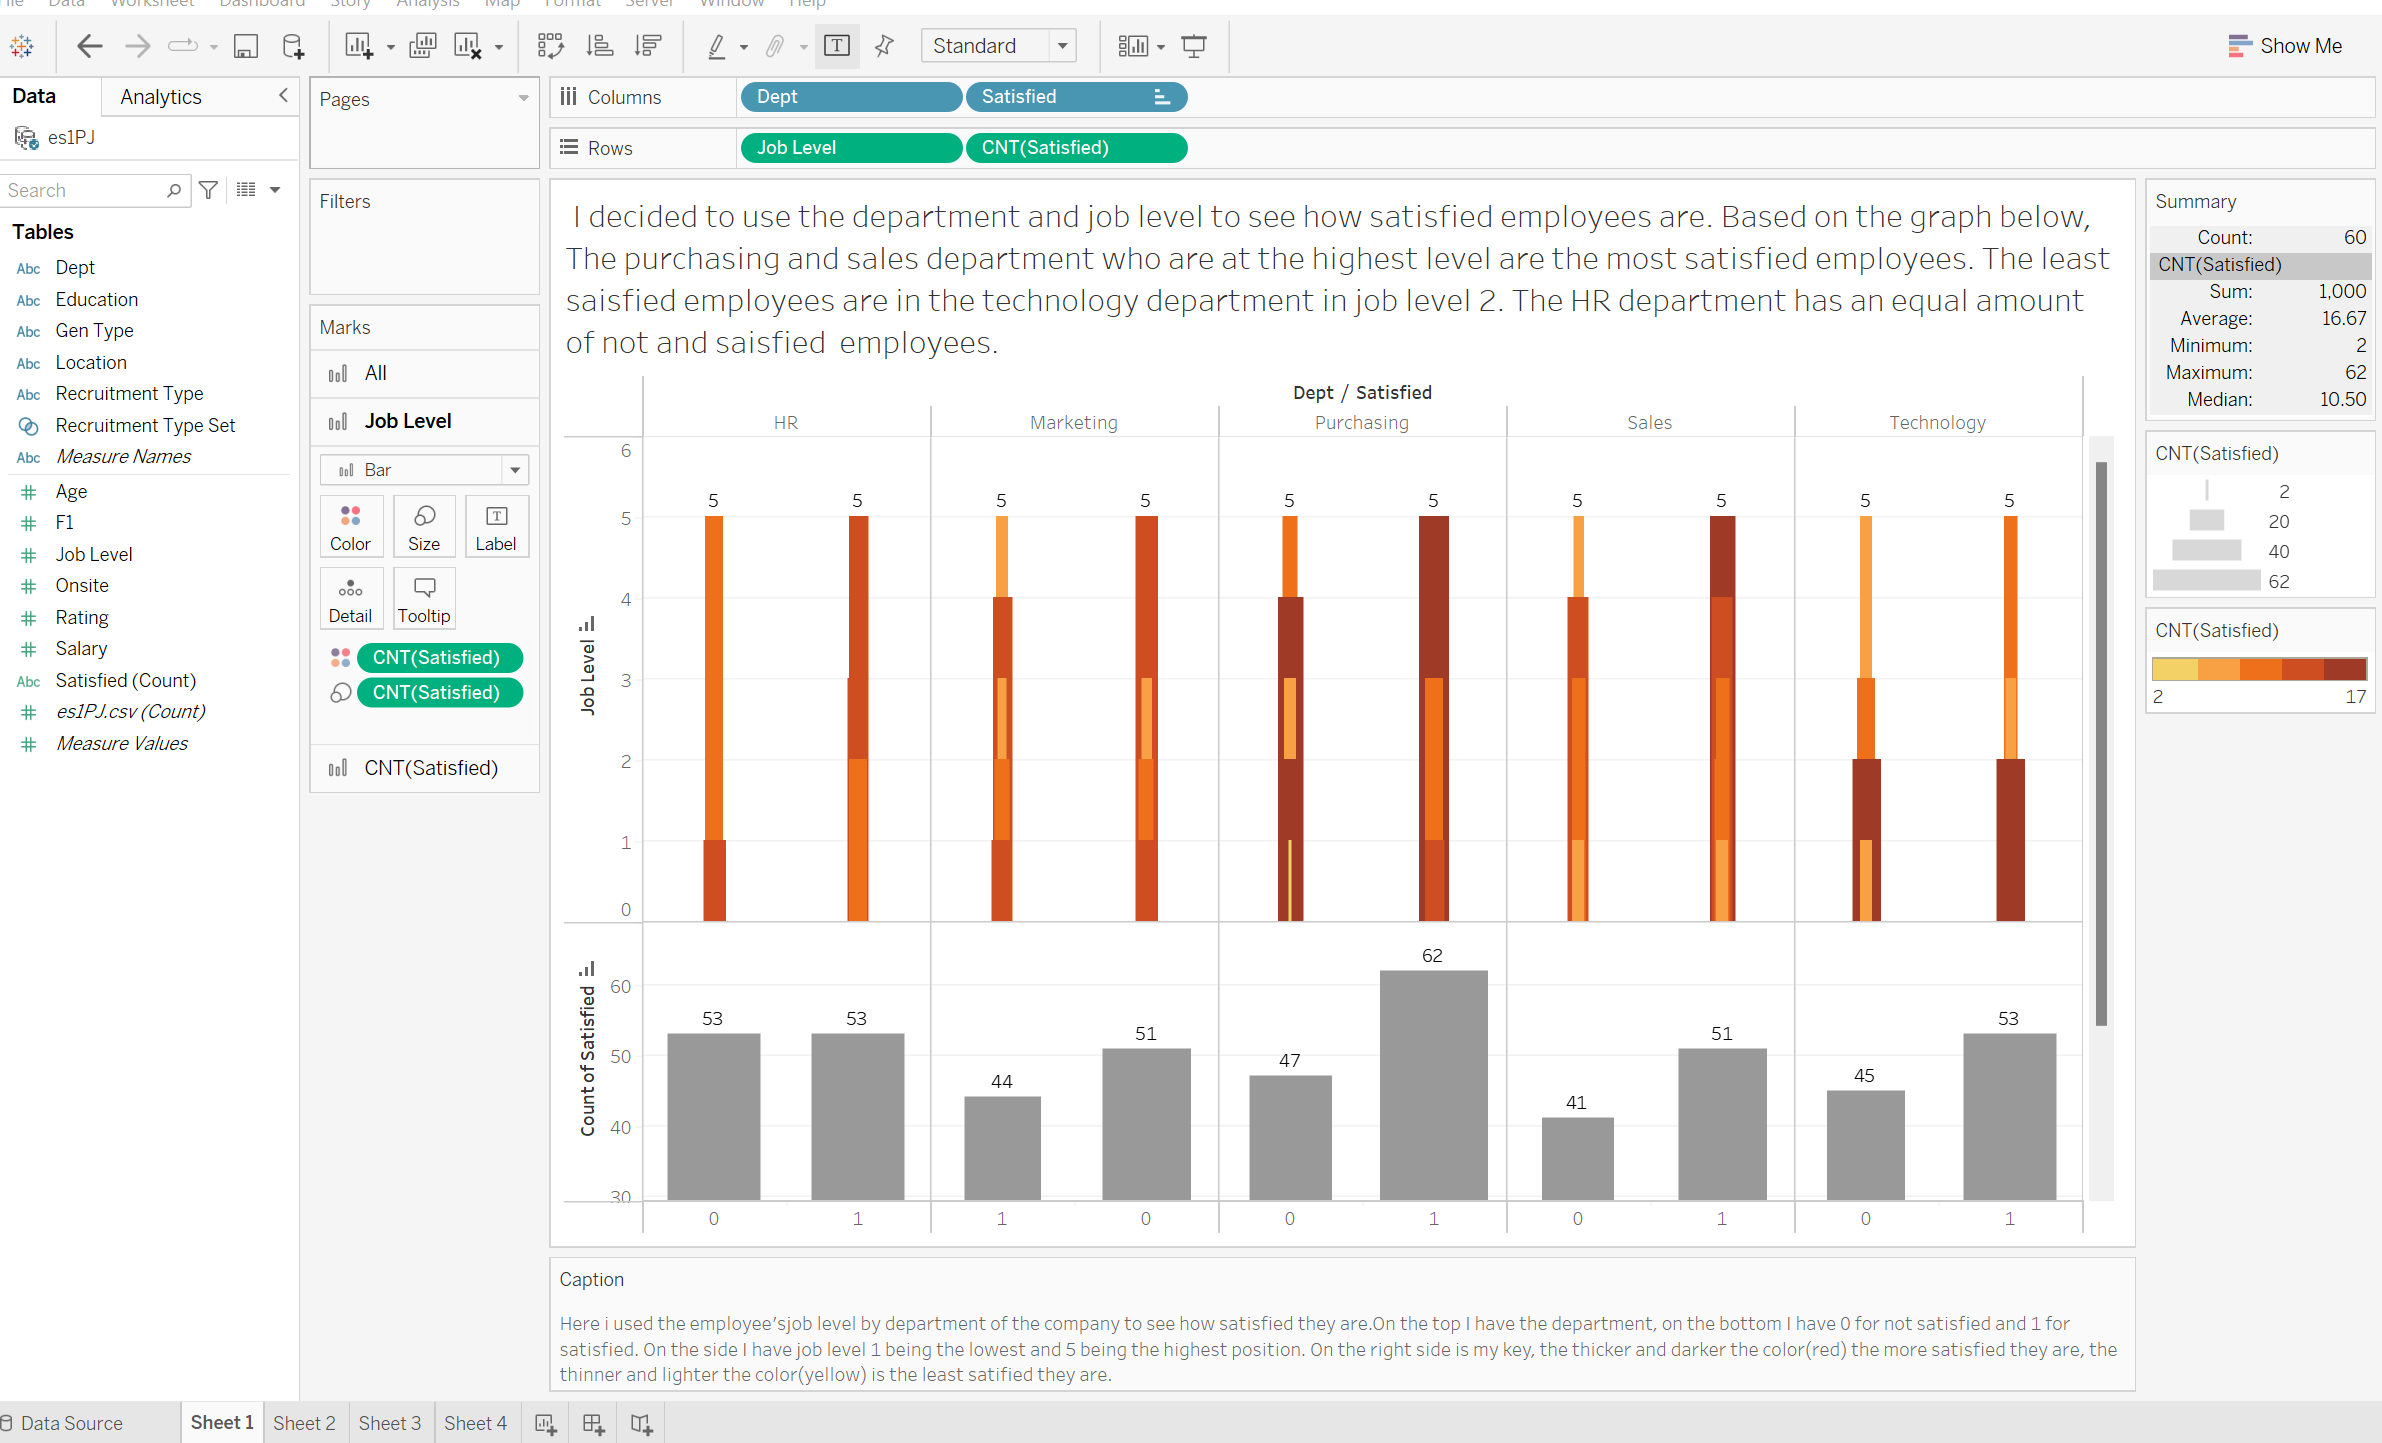 File Data Worksheet Dashboard Story Analysis Map Format Server Window Help
Standard
Show Me
Data Analytics
es1PJ
Search
Tables
Abc Dept
Abc Education
Abc Gen Type
Abc Location
Abc Recruitment Type
Recruitment Type Set
Abc Measure Names
# Age
# F1
# Job Level
# Onsite
# Rating
# Salary
Abc Satisfied (Count)
# es1PJ.csv (Count)
# Measure Values
Pages
Filters
Marks
All
Job Level
Bar
Color Size Label
Detail Tooltip
CNT(Satisfied)
CNT(Satisfied)
CNT(Satisfied)
Columns Dept Satisfied
Rows Job Level CNT(Satisfied)
I decided to use the department and job level to see how satisfied employees are. Based on the graph below,
The purchasing and sales department who are at the highest level are the most satisfied employees. The least
saisfied employees are in the technology department in job level 2. The HR department has an equal amount
of not and saisfied employees.
Dept / Satisfied
HR Marketing Purchasing Sales Technology
Job Level
6
5
4
3
2
1
0
5 5 5 5 5 5 5 5 5 5
Count of Satisfied
60
50
40
30
53 53 44 51 47 62 41 51 45 53
0 1 1 0 0 1 0 1 0 1
Caption
Here i used the employee'sjob level by department of the company to see how satisfied they are.On the top I have the department, on the bottom I have 0 for not satisfied and 1 for
satisfied. On the side I have job level 1 being the lowest and 5 being the highest position. On the right side is my key, the thicker and darker the color(red) the more satisfied they are, the
thinner and lighter the color(yellow) is the least satified they are.
Summary
Count: 60
CNT(Satisfied)
Sum: 1,000
Average: 16.67
Minimum: 2
Maximum: 62
Median: 10.50
CNT(Satisfied)
2
20
40
62
CNT(Satisfied)
2 17
Data Source Sheet 1 Sheet 2 Sheet 3 Sheet 4